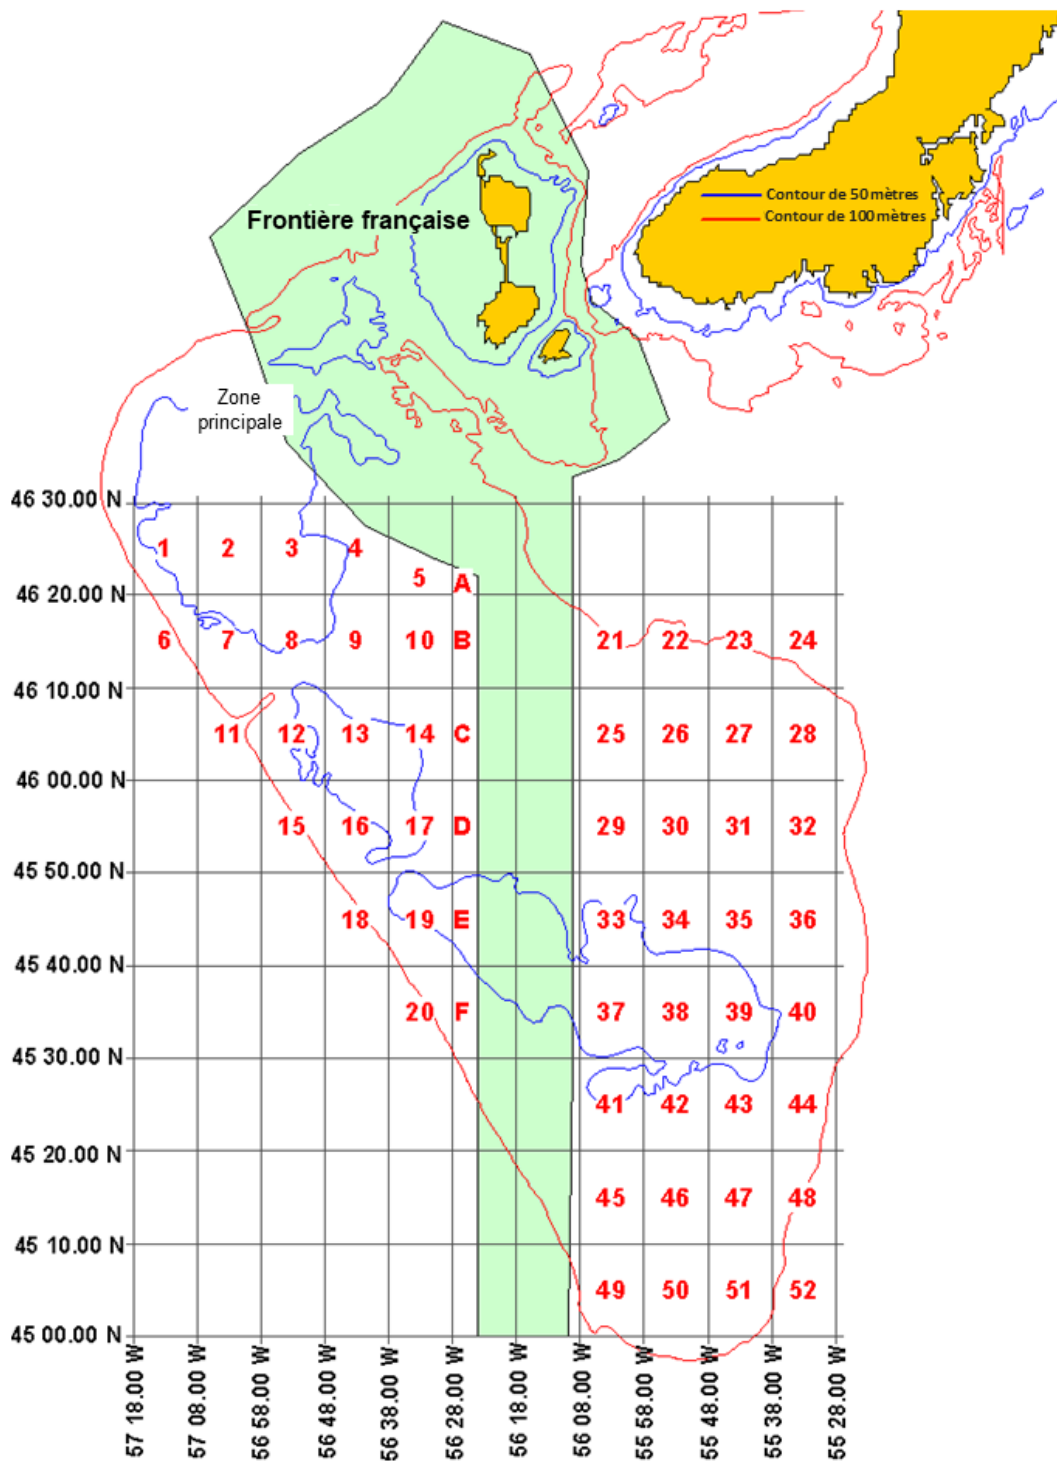 Contour de 50 mètres
Contour de 100 mètres
Frontière française
Zone
principale
46 30.00 N
1 2 3 4
5 A
46 20.00 N
6 7 8 9 10 B 21 22 23 24
46 10.00 N
11 12 13 14 C 25 26 27 28
46 00.00 N
15 16 17 D 29 30 31 32
45 50.00 N
18 19 E 33 34 35 36
45 40.00 N
20 F 37 38 39 40
45 30.00 N
41 42 43 44
45 20.00 N
45 46 47 48
45 10.00 N
49 50 51 52
45 00.00 N
57 18.00 W
57 08.00 W
56 58.00 W
56 48.00 W
56 38.00 W
56 28.00 W
56 18.00 W
56 08.00 W
55 58.00 W
55 48.00 W
55 38.00 W
55 28.00 W